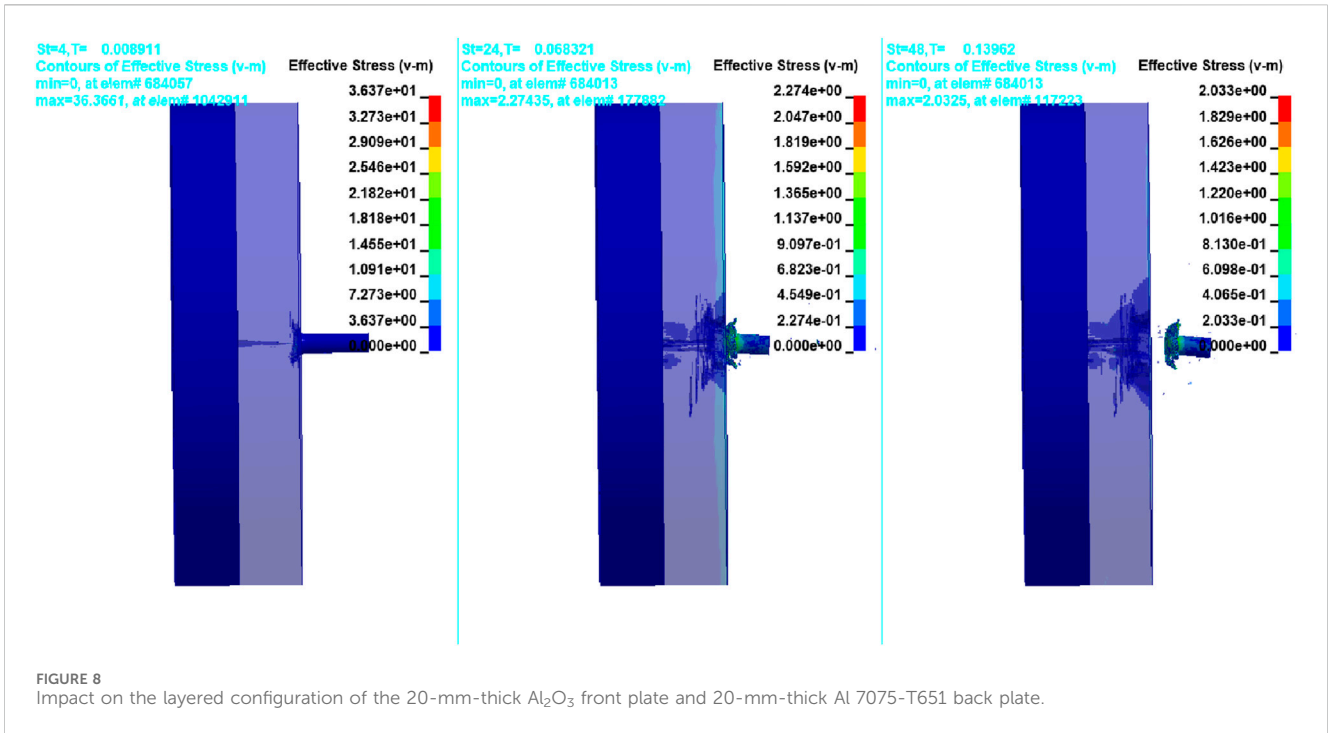 St=4,T= 0.008911
Contours of Effective Stress (v-m)
min=0, at elem# 684057
max=36.3661, at elem# 1042911
Effective Stress (v-m)
3.637e+01
3.273e+01
2.909e+01
2.546e+01
2.182e+01
1.818e+01
1.455e+01
1.091e+01
7.273e+00
3.637e+00
0.000e+00
St=24,T= 0.068321
Contours of Effective Stress (v-m)
min=0, at elem# 684013
max=2.27435, at elem# 177882
Effective Stress (v-m)
2.274e+00
2.047e+00
1.819e+00
1.592e+00
1.365e+00
1.137e+00
9.097e-01
6.823e-01
4.549e-01
2.274e-01
0.000e+00
St=48,T= 0.13962
Contours of Effective Stress (v-m)
min=0, at elem# 684013
max=2.0325, at elem# 117223
Effective Stress (v-m)
2.033e+00
1.829e+00
1.626e+00
1.423e+00
1.220e+00
1.016e+00
8.130e-01
6.098e-01
4.065e-01
2.033e-01
0.000e+00
FIGURE 8
Impact on the layered configuration of the 20-mm-thick Al₂O₃ front plate and 20-mm-thick Al 7075-T651 back plate.